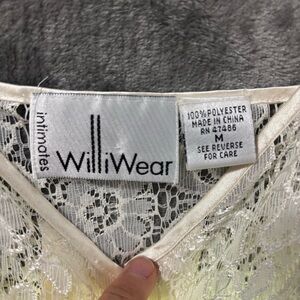 intimates
WilliWear
100% POLYESTER
MADE IN CHINA
RN 47486
M
SEE REVERSE
FOR CARE